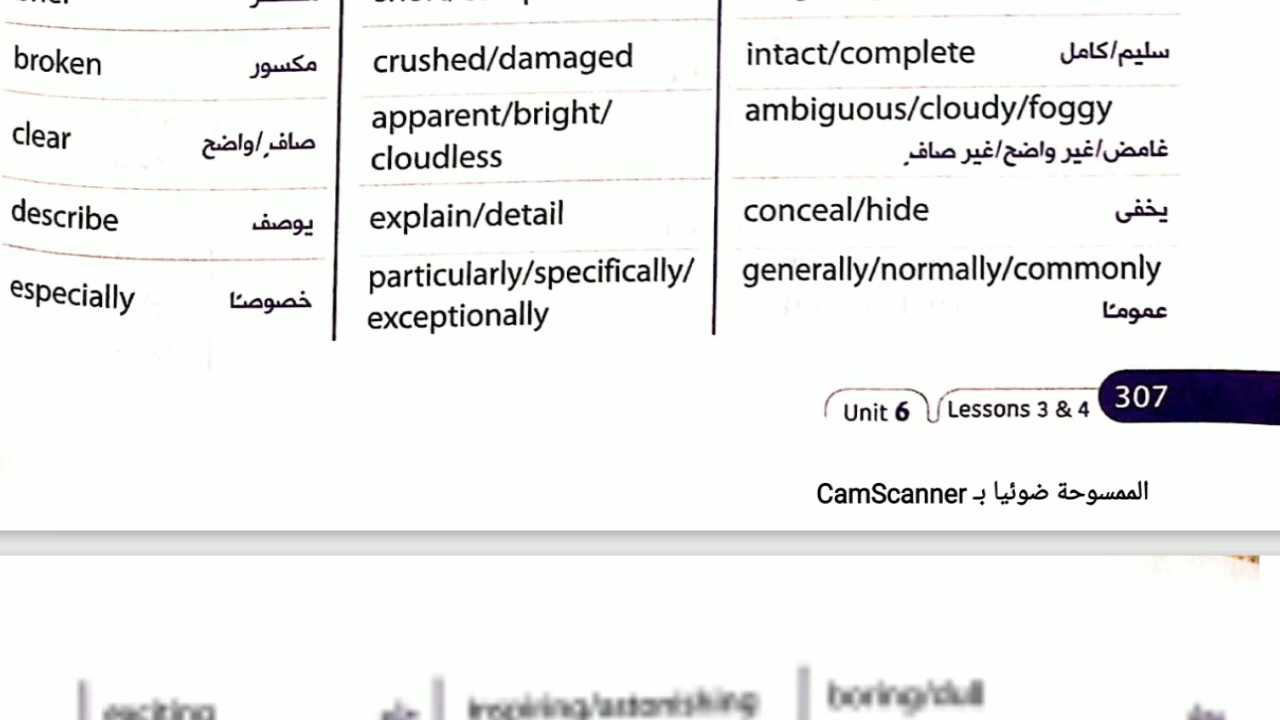 broken مكسور crushed/damaged intact/complete سليم/كامل
clear صافٍ/واضح apparent/bright/ ambiguous/cloudy/foggy
cloudless غامض/غير واضح/غير صافٍ
describe يوصف explain/detail conceal/hide يخفى
especially خصوصًا particularly/specifically/ generally/normally/commonly
exceptionally عمومًا
Unit 6 Lessons 3 & 4 307
الممسوحة ضوئيا بـ CamScanner
exciting inspiring/astonishing boring/dull